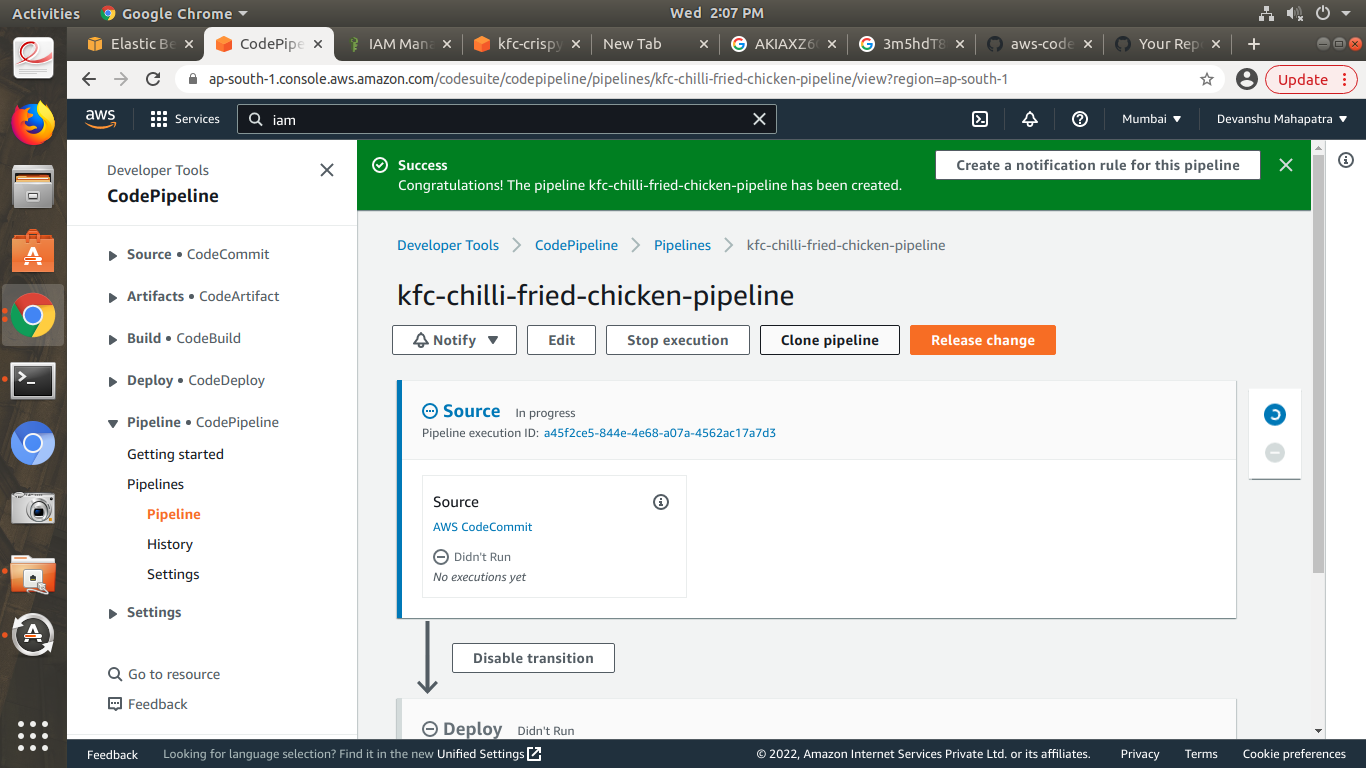 Activities
Google Chrome
Wed 2:07 PM
Elastic Be
CodePipe
IAM Mana
kfc-crispy
New Tab
AKIAXZ6
3m5hdT8
aws-code
Your Rep
ap-south-1.console.aws.amazon.com/codesuite/codepipeline/pipelines/kfc-chilli-fried-chicken-pipeline/view?region=ap-south-1
Update
aws
Services
iam
Mumbai
Devanshu Mahapatra
Developer Tools
CodePipeline
Source • CodeCommit
Artifacts • CodeArtifact
Build • CodeBuild
Deploy • CodeDeploy
Pipeline • CodePipeline
Getting started
Pipelines
Pipeline
History
Settings
Settings
Go to resource
Feedback
Success
Congratulations! The pipeline kfc-chilli-fried-chicken-pipeline has been created.
Create a notification rule for this pipeline
Developer Tools
CodePipeline
Pipelines
kfc-chilli-fried-chicken-pipeline
kfc-chilli-fried-chicken-pipeline
Notify
Edit
Stop execution
Clone pipeline
Release change
Source In progress
Pipeline execution ID: a45f2ce5-844e-4e68-a07a-4562ac17a7d3
Source
AWS CodeCommit
Didn't Run
No executions yet
Disable transition
Deploy Didn't Run
Feedback
Looking for language selection? Find it in the new Unified Settings
© 2022, Amazon Internet Services Private Ltd. or its affiliates.
Privacy
Terms
Cookie preferences